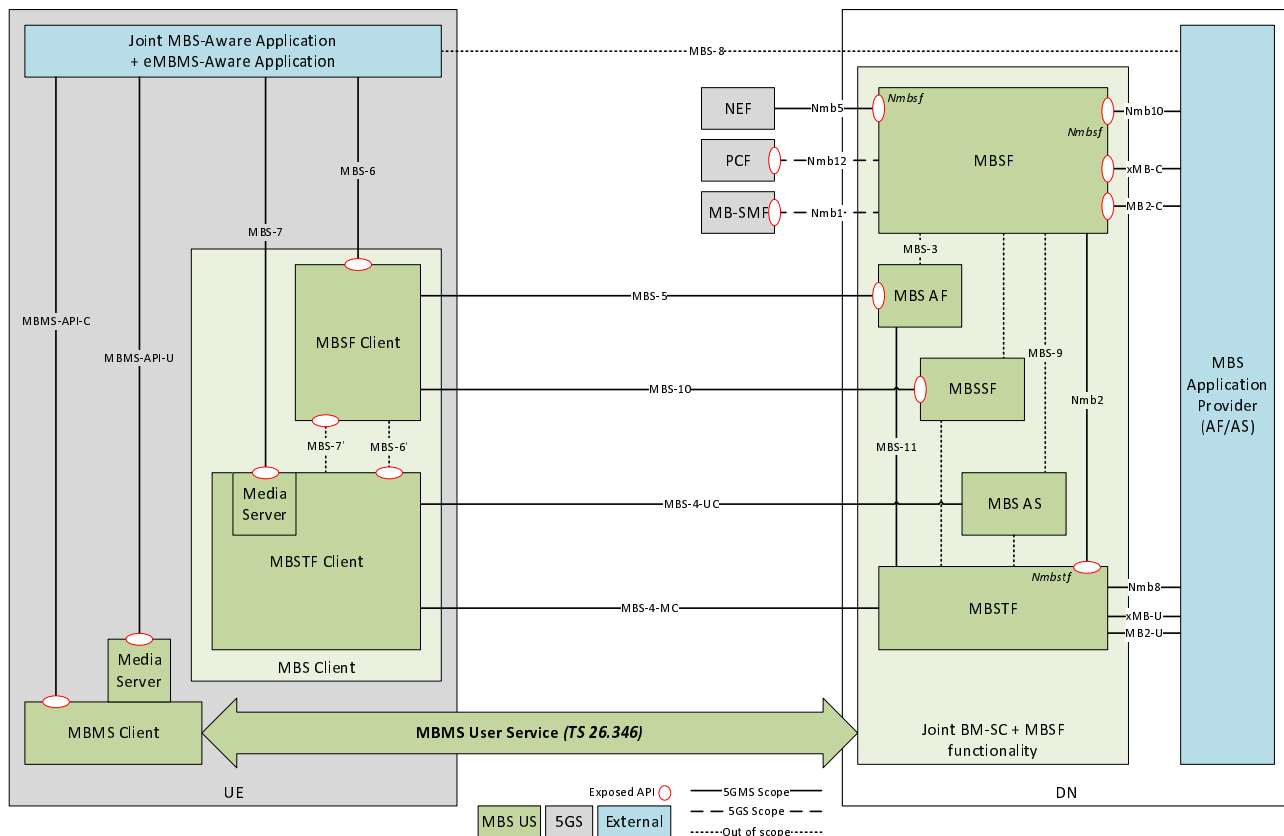 Joint MBS-Aware Application
+ eMBMS-Aware Application
MBS-8
NEF
Nmb5
Nmbsf
Nmb10
Nmbsf
PCF
Nmb12
MBSF
xMB-C
MB-SMF
Nmb1
MB2-C
MBS-6
MBS-7
MBS-3
MBS-5
MBS AF
MBMS-API-C
MBSF Client
MBMS-API-U
MBS-9
MBS
Application
Provider
(AF/AS)
MBS-10
MBSSF
Nmb2
MBS-7'
MBS-6'
MBS-11
Media
Server
MBS-4-UC
MBS AS
MBSTF Client
Nmbstf
Nmb8
MBS-4-MC
MBSTF
xMB-U
MB2-U
Media
Server
MBS Client
MBMS Client
MBMS User Service (TS 26.346)
Joint BM-SC + MBSF
functionality
UE
DN
Exposed API
5GMS Scope
5GS Scope
Out of scope
MBS US
5GS
External